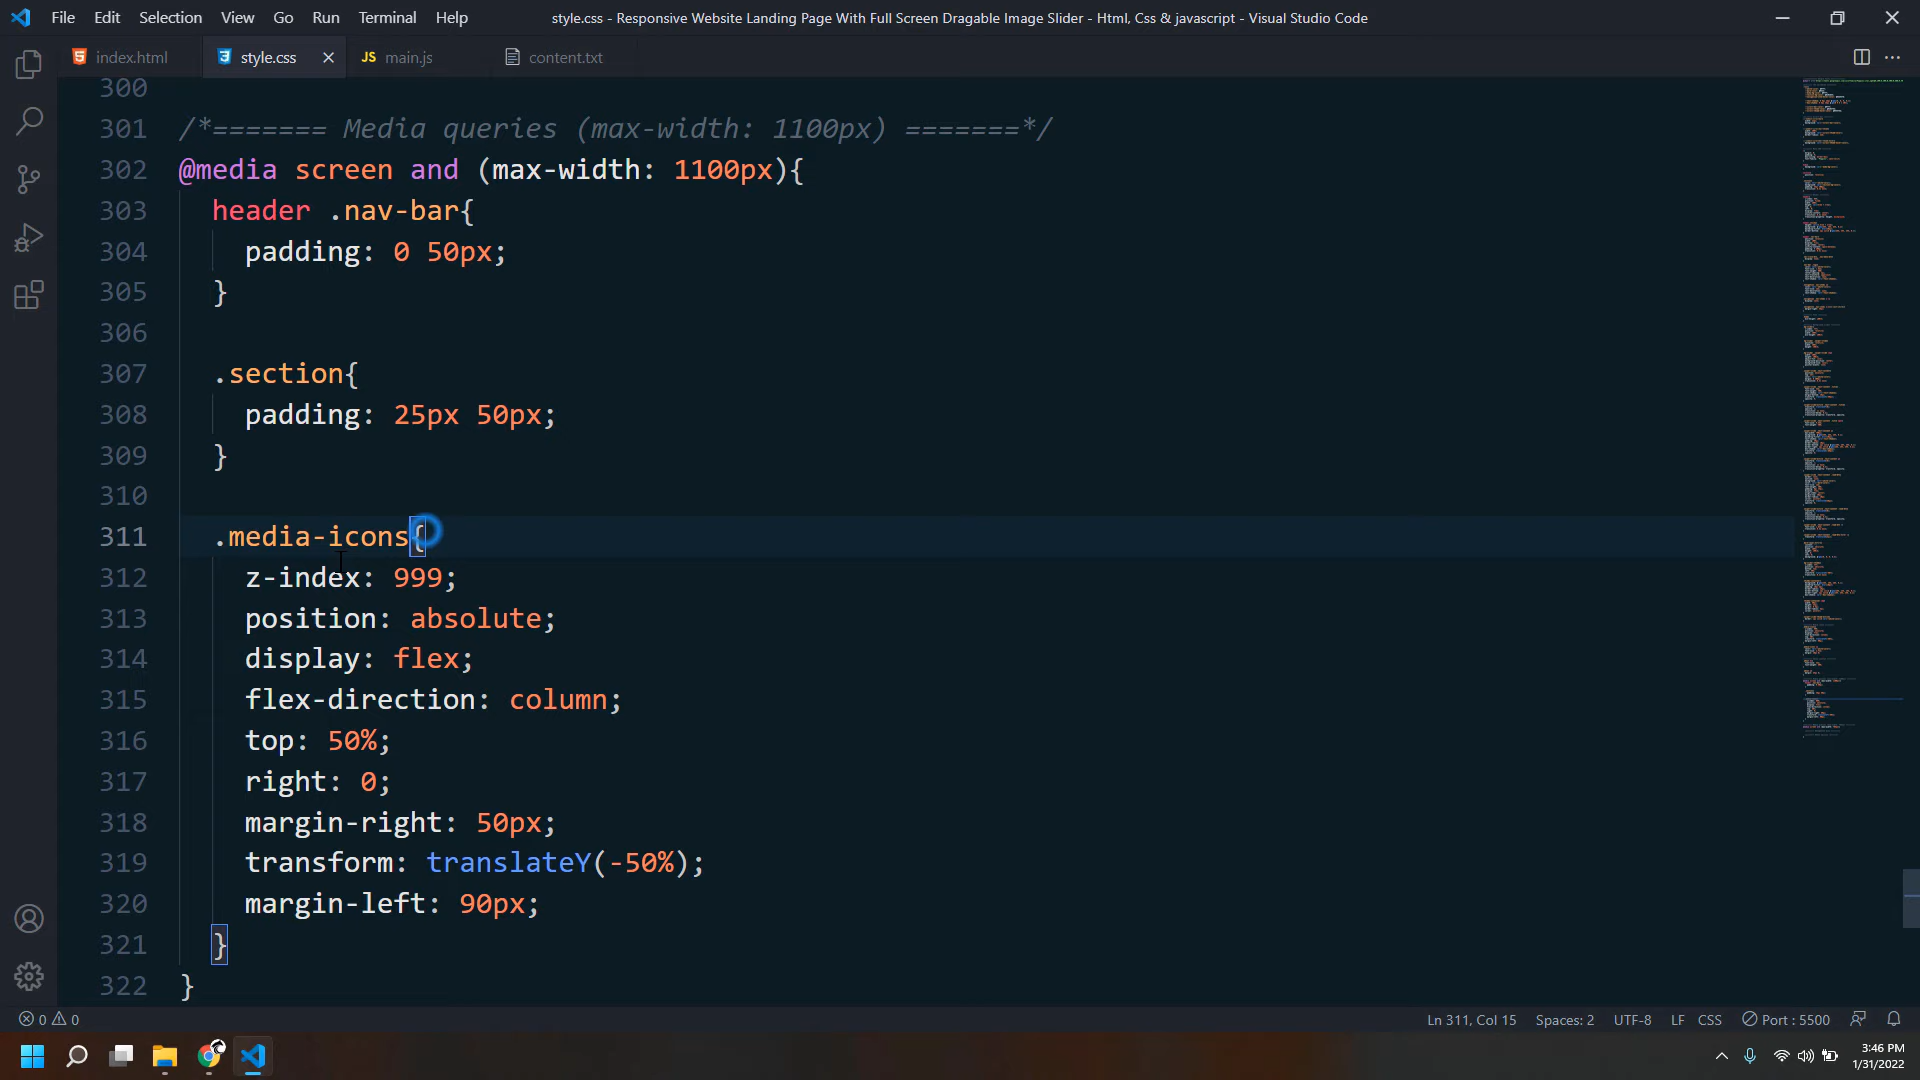 File Edit Selection View Go Run Terminal Help
style.css - Responsive Website Landing Page With Full Screen Dragable Image Slider - Html, Css & javascript - Visual Studio Code
index.html style.css JS main.js content.txt
300
301 /*======= Media queries (max-width: 1100px) =======*/
302 @media screen and (max-width: 1100px){
303 header .nav-bar{
304 padding: 0 50px;
305 }
306
307 .section{
308 padding: 25px 50px;
309 }
310
311 .media-icons{
312 z-index: 999;
313 position: absolute;
314 display: flex;
315 flex-direction: column;
316 top: 50%;
317 right: 0;
318 margin-right: 50px;
319 transform: translateY(-50%);
320 margin-left: 90px;
321 }
322 }
0 0 Ln 311, Col 15 Spaces: 2 UTF-8 LF CSS Port : 5500
3:46 PM
1/31/2022